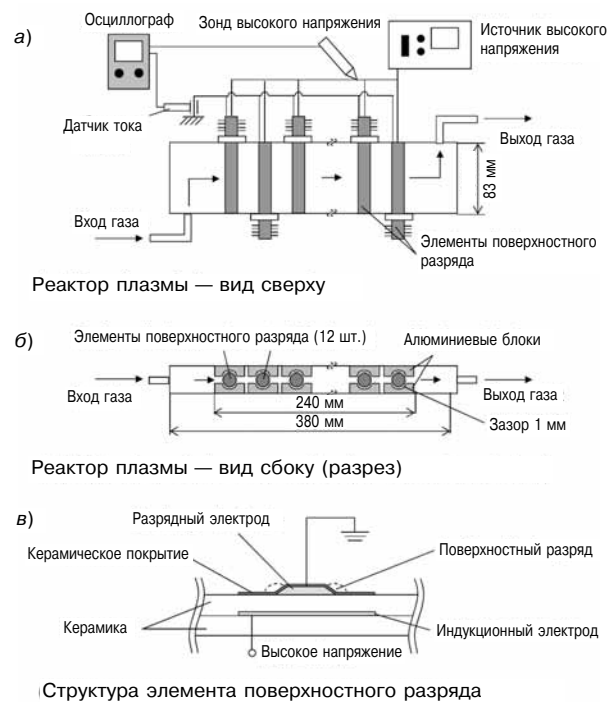 а)
Осциллограф
Зонд высокого напряжения
Источник высокого
напряжения
Датчик тока
Выход газа
83 мм
Вход газа
Элементы поверхностного
разряда
Реактор плазмы — вид сверху
б)
Элементы поверхностного разряда (12 шт.)
Алюминиевые блоки
Вход газа
Выход газа
240 мм
Зазор 1 мм
380 мм
Реактор плазмы — вид сбоку (разрез)
в)
Разрядный электрод
Керамическое покрытие
Поверхностный разряд
Керамика
Индукционный электрод
Высокое напряжение
Структура элемента поверхностного разряда